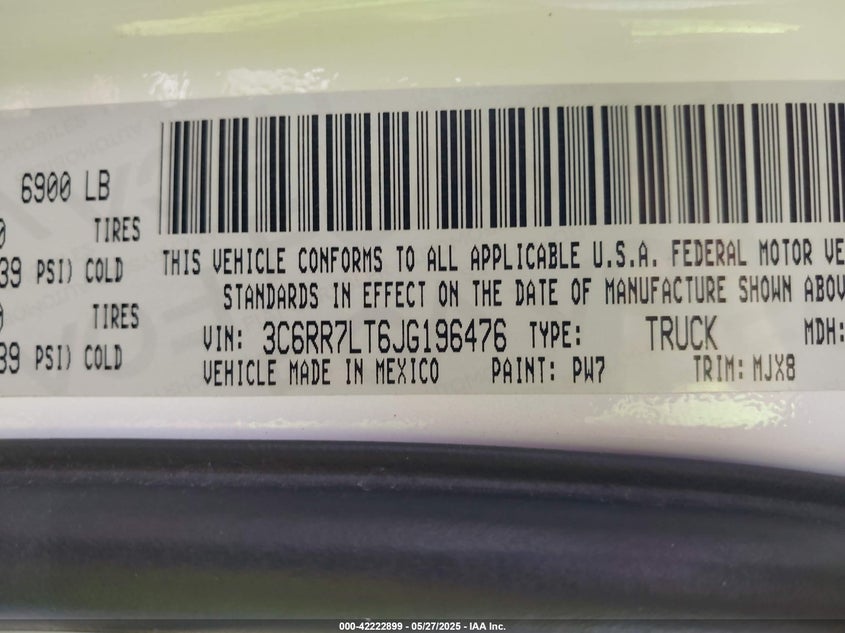 6900 LB
0 TIRES
39 PSI) COLD
0 TIRES
39 PSI) COLD
THIS VEHICLE CONFORMS TO ALL APPLICABLE U.S.A. FEDERAL MOTOR VE
STANDARDS IN EFFECT ON THE DATE OF MANUFACTURE SHOWN ABOV
VIN: 3C6RR7LT6JG196476 TYPE: TRUCK MDH:
VEHICLE MADE IN MEXICO PAINT: PW7 TRIM: MJX8
000-42222899 - 05/27/2025 - IAA Inc.